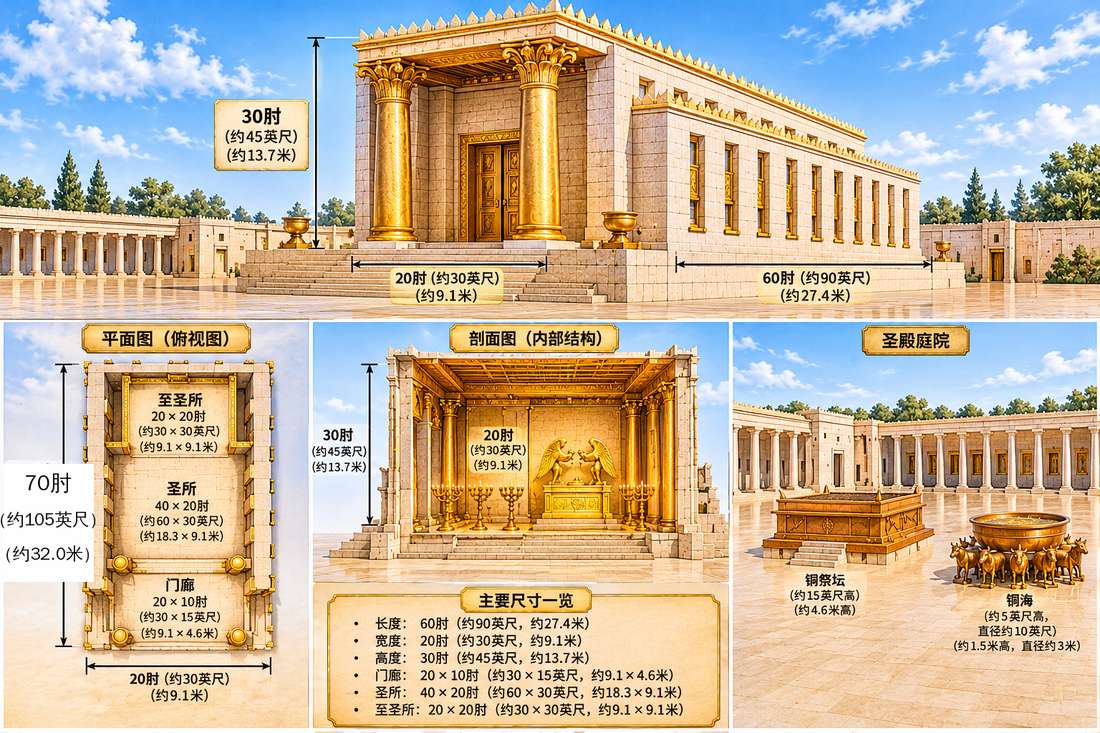 30肘
(约45英尺)
(约13.7米)
20肘 (约30英尺)
(约9.1米)
60肘 (约90英尺)
(约27.4米)
平面图（俯视图）
至圣所
20 × 20肘
(约30 × 30英尺)
(约9.1 × 9.1米)
70肘
(约105英尺)
(约32.0米)
圣所
40 × 20肘
(约60 × 30英尺)
(约18.3 × 9.1米)
门廊
20 × 10肘
(约30 × 15英尺)
(约9.1 × 4.6米)
20肘 (约30英尺)
(约9.1米)
剖面图（内部结构）
30肘
(约45英尺)
(约13.7米)
20肘
(约30英尺)
(约9.1米)
主要尺寸一览
• 长度： 60肘（约90英尺，约27.4米）
• 宽度： 20肘（约30英尺，约9.1米）
• 高度： 30肘（约45英尺，约13.7米）
• 门廊： 20 × 10肘（约30 × 15英尺，约9.1 × 4.6米）
• 圣所： 40 × 20肘（约60 × 30英尺，约18.3 × 9.1米）
• 至圣所： 20 × 20肘（约30 × 30英尺，约9.1 × 9.1米）
圣殿庭院
铜祭坛
(约15英尺高)
(约4.6米高)
铜海
(约5英尺高，
直径约10英尺)
(约1.5米高，直径约3米)